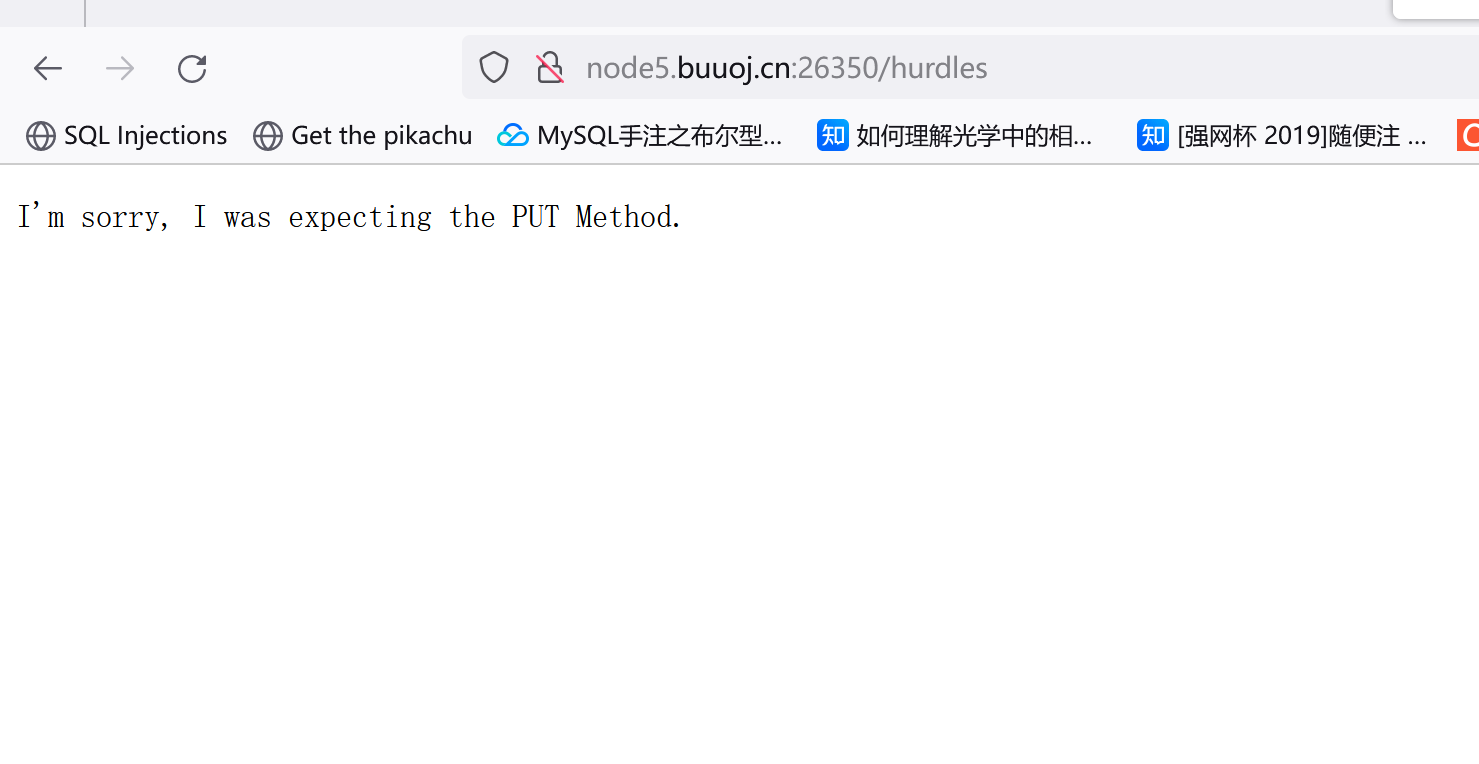 node5.buuoj.cn:26350/hurdles
SQL Injections Get the pikachu MySQL手注之布尔型... 知 如何理解光学中的相... 知 [强网杯 2019]随便注 ... C
I'm sorry, I was expecting the PUT Method.